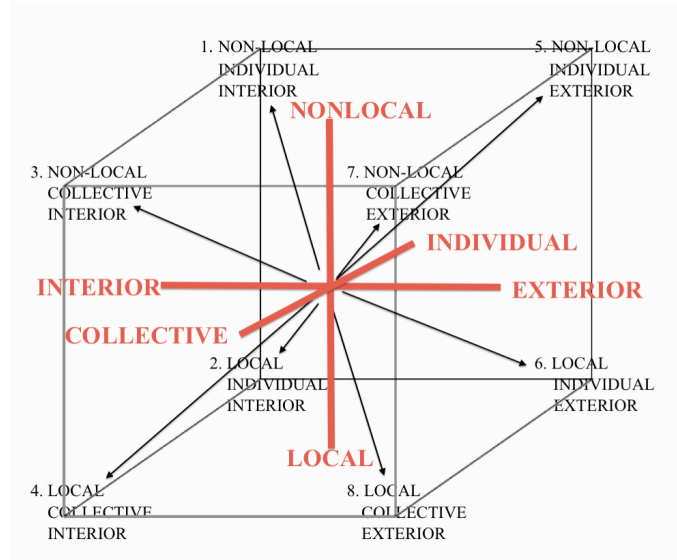 1. NON-LOCAL
INDIVIDUAL
INTERIOR
5. NON-LOCAL
INDIVIDUAL
EXTERIOR
NONLOCAL
3. NON-LOCAL
COLLECTIVE
INTERIOR
7. NON-LOCAL
COLLECTIVE
EXTERIOR
INDIVIDUAL
INTERIOR
EXTERIOR
COLLECTIVE
2. LOCAL
INDIVIDUAL
INTERIOR
6. LOCAL
INDIVIDUAL
EXTERIOR
LOCAL
4. LOCAL
COLLECTIVE
INTERIOR
8. LOCAL
COLLECTIVE
EXTERIOR